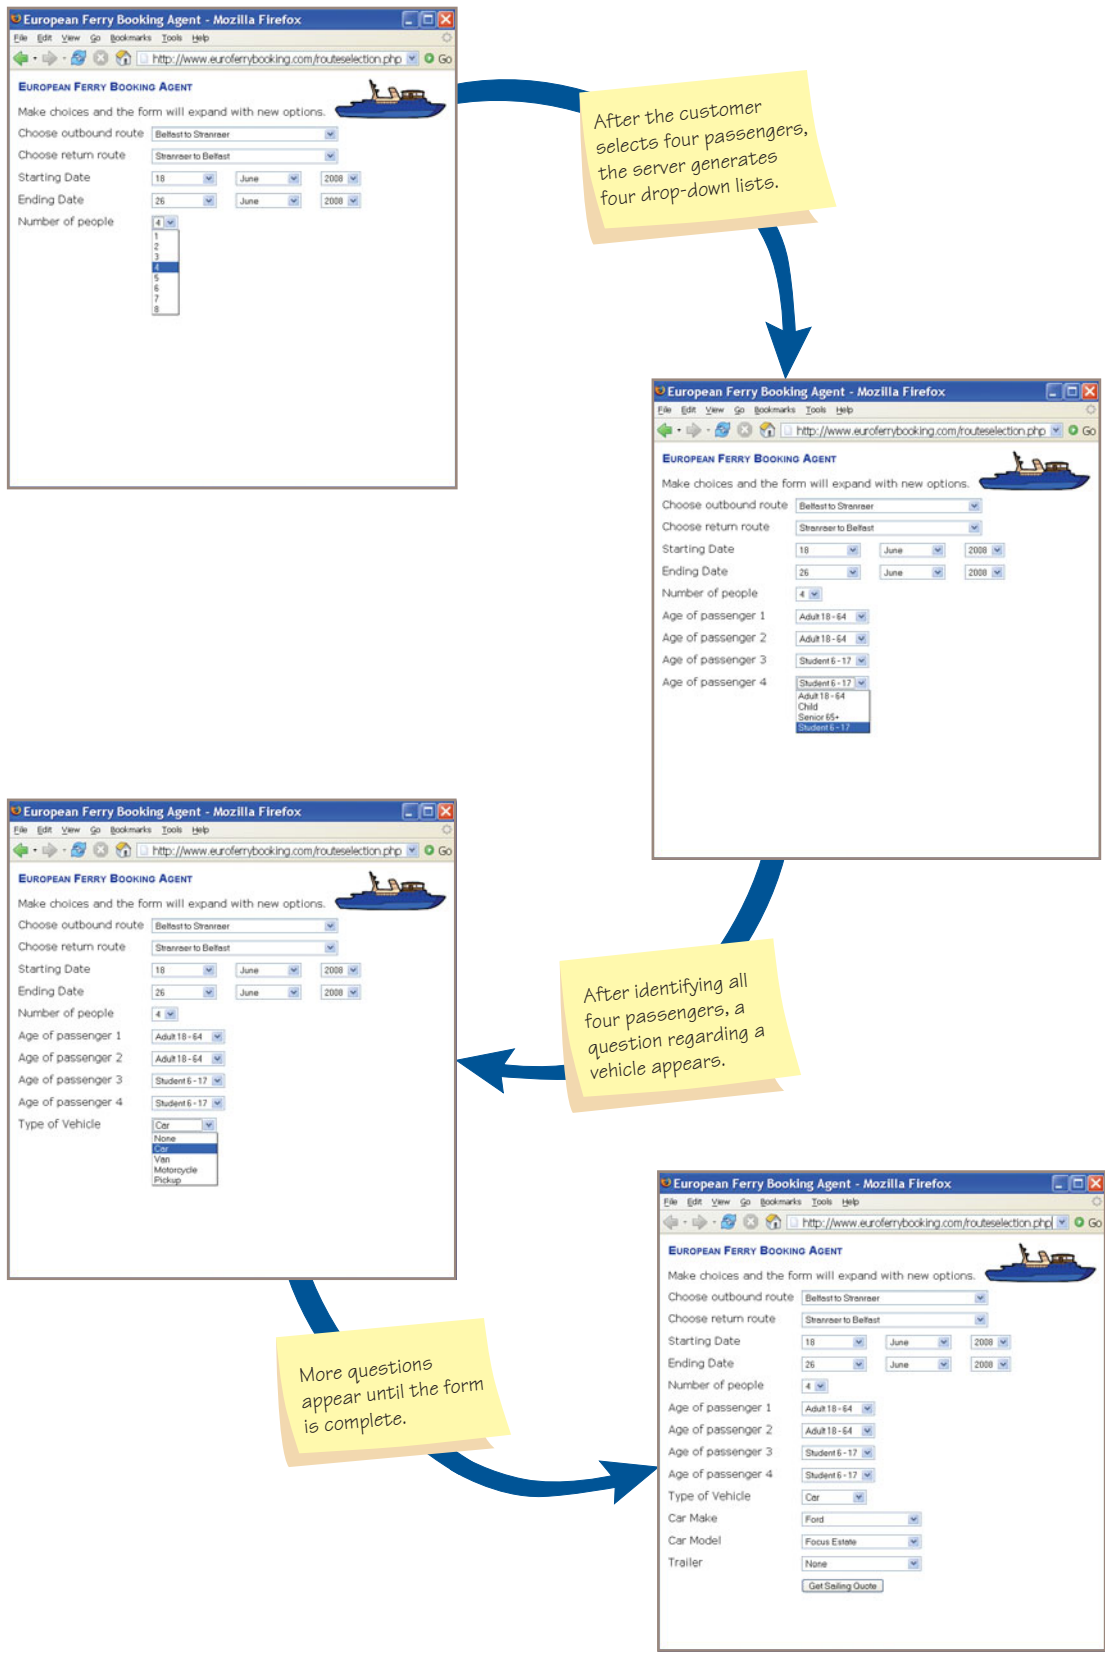 European Ferry Booking Agent - Mozilla Firefox
File Edit View Go Bookmarks Tools Help
http://www.euroferrybooking.com/routeselection.php Go
EUROPEAN FERRY BOOKING AGENT
Make choices and the form will expand with new options.
Choose outbound route Belfast to Stranraer
Choose return route Stranraer to Belfast
Starting Date 18 June 2008
Ending Date 26 June 2008
Number of people 4
1
2
3
4
5
6
7
8
After the customer
selects four passengers,
the server generates
four drop-down lists.
European Ferry Booking Agent - Mozilla Firefox
File Edit View Go Bookmarks Tools Help
http://www.euroferrybooking.com/routeselection.php Go
EUROPEAN FERRY BOOKING AGENT
Make choices and the form will expand with new options.
Choose outbound route Belfast to Stranraer
Choose return route Stranraer to Belfast
Starting Date 18 June 2008
Ending Date 26 June 2008
Number of people 4
Age of passenger 1 Adult 18 - 64
Age of passenger 2 Adult 18 - 64
Age of passenger 3 Student 6 - 17
Age of passenger 4 Student 6 - 17
Adult 18 - 64
Child
Senior 65+
Student 6 - 17
After identifying all
four passengers, a
question regarding a
vehicle appears.
European Ferry Booking Agent - Mozilla Firefox
File Edit View Go Bookmarks Tools Help
http://www.euroferrybooking.com/routeselection.php Go
EUROPEAN FERRY BOOKING AGENT
Make choices and the form will expand with new options.
Choose outbound route Belfast to Stranraer
Choose return route Stranraer to Belfast
Starting Date 18 June 2008
Ending Date 26 June 2008
Number of people 4
Age of passenger 1 Adult 18 - 64
Age of passenger 2 Adult 18 - 64
Age of passenger 3 Student 6 - 17
Age of passenger 4 Student 6 - 17
Type of Vehicle Car
None
Car
Van
Motorcycle
Pickup
More questions
appear until the form
is complete.
European Ferry Booking Agent - Mozilla Firefox
File Edit View Go Bookmarks Tools Help
http://www.euroferrybooking.com/routeselection.php Go
EUROPEAN FERRY BOOKING AGENT
Make choices and the form will expand with new options.
Choose outbound route Belfast to Stranraer
Choose return route Stranraer to Belfast
Starting Date 18 June 2008
Ending Date 26 June 2008
Number of people 4
Age of passenger 1 Adult 18 - 64
Age of passenger 2 Adult 18 - 64
Age of passenger 3 Student 6 - 17
Age of passenger 4 Student 6 - 17
Type of Vehicle Car
Car Make Ford
Car Model Focus Estate
Trailer None
Get Sailing Quote